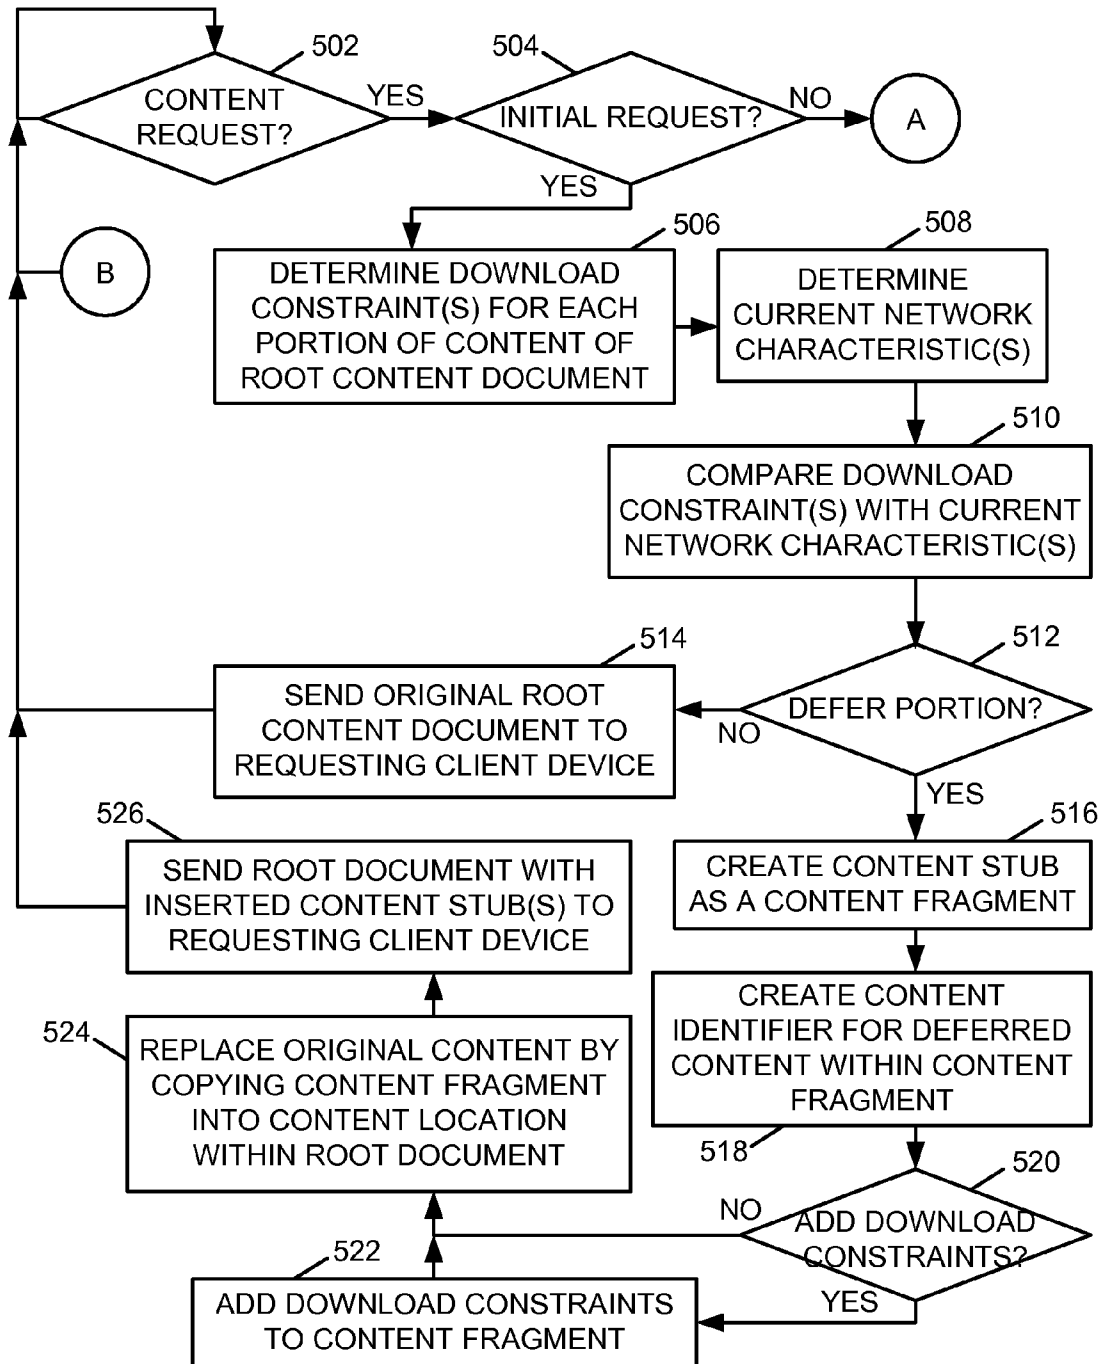 502
CONTENT
REQUEST?
YES
504
INITIAL REQUEST?
NO
A
YES
B
506
DETERMINE DOWNLOAD
CONSTRAINT(S) FOR EACH
PORTION OF CONTENT OF
ROOT CONTENT DOCUMENT
508
DETERMINE
CURRENT NETWORK
CHARACTERISTIC(S)
510
COMPARE DOWNLOAD
CONSTRAINT(S) WITH CURRENT
NETWORK CHARACTERISTIC(S)
512
DEFER PORTION?
NO
514
SEND ORIGINAL ROOT
CONTENT DOCUMENT TO
REQUESTING CLIENT DEVICE
YES
516
CREATE CONTENT STUB
AS A CONTENT FRAGMENT
CREATE CONTENT
IDENTIFIER FOR DEFERRED
CONTENT WITHIN CONTENT
FRAGMENT
518
520
ADD DOWNLOAD
CONSTRAINTS?
NO
YES
522
ADD DOWNLOAD CONSTRAINTS
TO CONTENT FRAGMENT
524
REPLACE ORIGINAL CONTENT BY
COPYING CONTENT FRAGMENT
INTO CONTENT LOCATION
WITHIN ROOT DOCUMENT
526
SEND ROOT DOCUMENT WITH
INSERTED CONTENT STUB(S) TO
REQUESTING CLIENT DEVICE